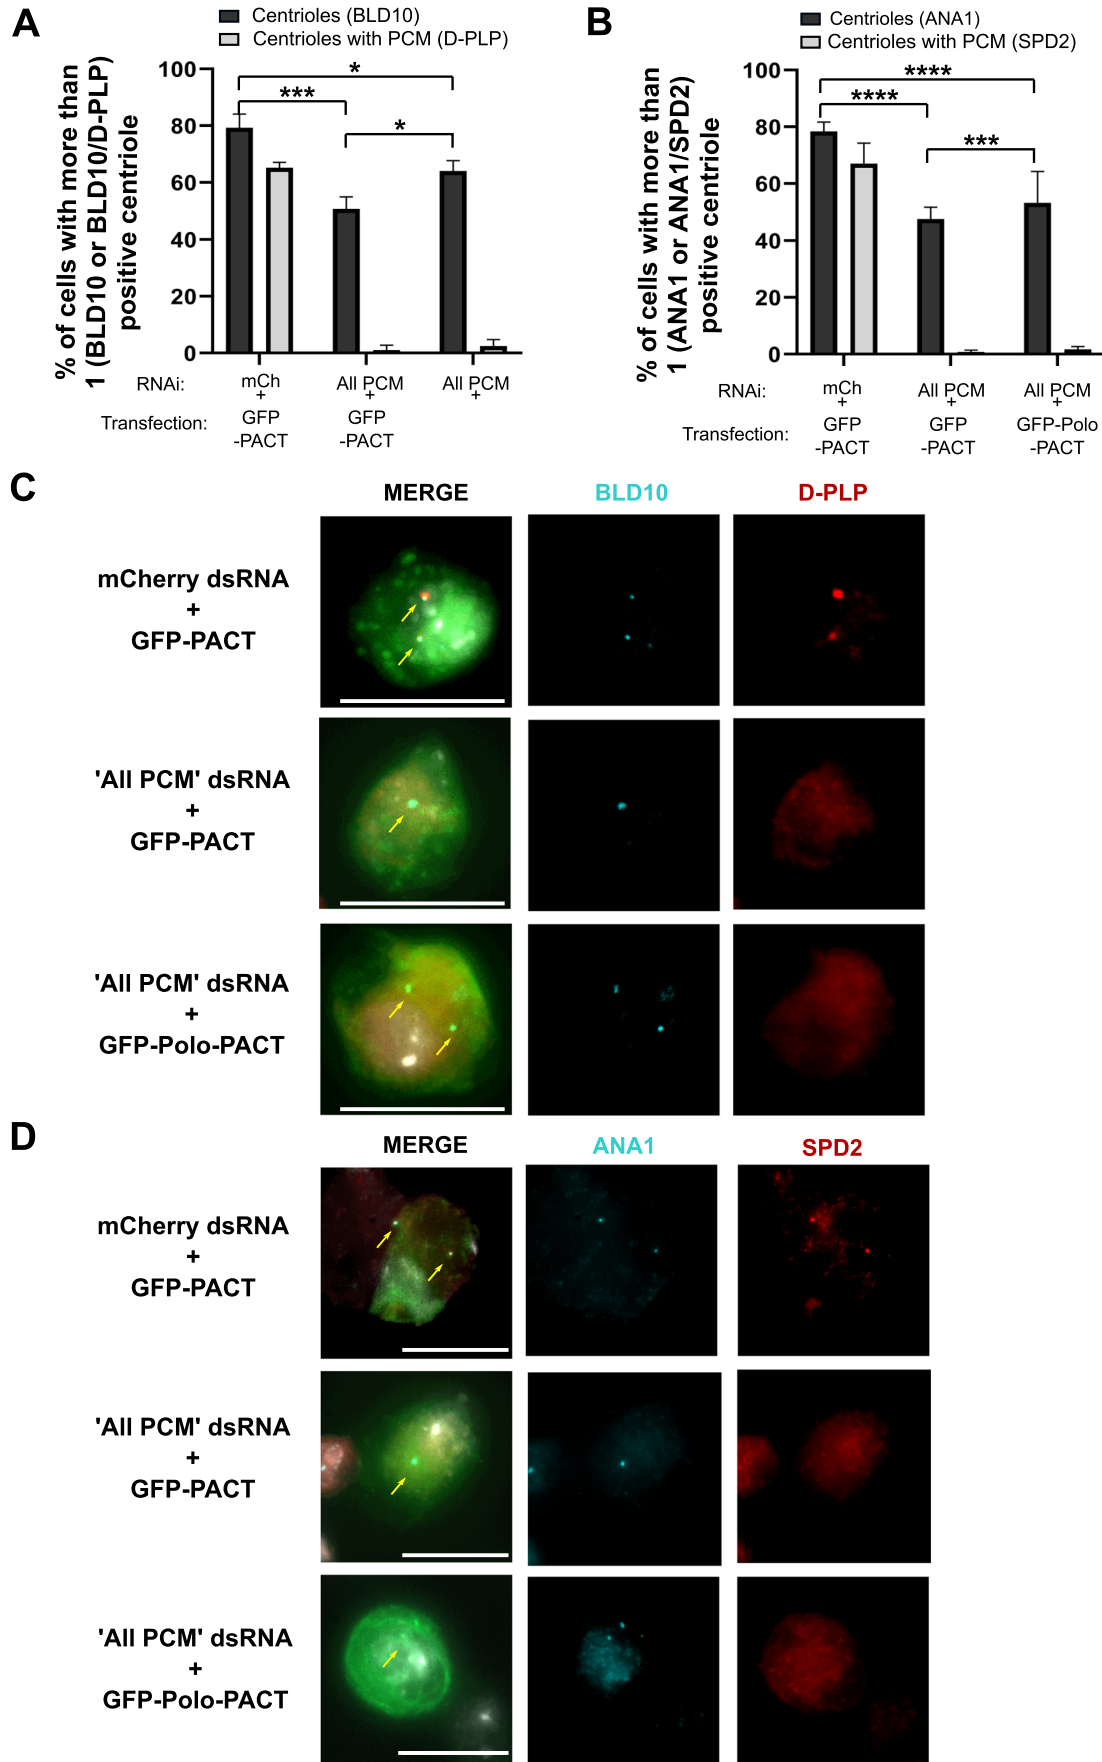 A
Centrioles (BLD10)
Centrioles with PCM (D-PLP)
% of cells with more than
1 (BLD10 or BLD10/D-PLP)
positive centriole
100
80
60
40
20
0
*
***
*
RNAi:
mCh
+
All PCM
+
All PCM
+
Transfection:
GFP
-PACT
GFP
-PACT
B
Centrioles (ANA1)
Centrioles with PCM (SPD2)
% of cells with more than
1 (ANA1 or ANA1/SPD2)
positive centriole
100
80
60
40
20
0
****
****
***
RNAi:
mCh
+
All PCM
+
All PCM
+
Transfection:
GFP
-PACT
GFP
-PACT
GFP-Polo
-PACT
C
MERGE
BLD10
D-PLP
mCherry dsRNA
+
GFP-PACT
'All PCM' dsRNA
+
GFP-PACT
'All PCM' dsRNA
+
GFP-Polo-PACT
D
MERGE
ANA1
SPD2
mCherry dsRNA
+
GFP-PACT
'All PCM' dsRNA
+
GFP-PACT
'All PCM' dsRNA
+
GFP-Polo-PACT